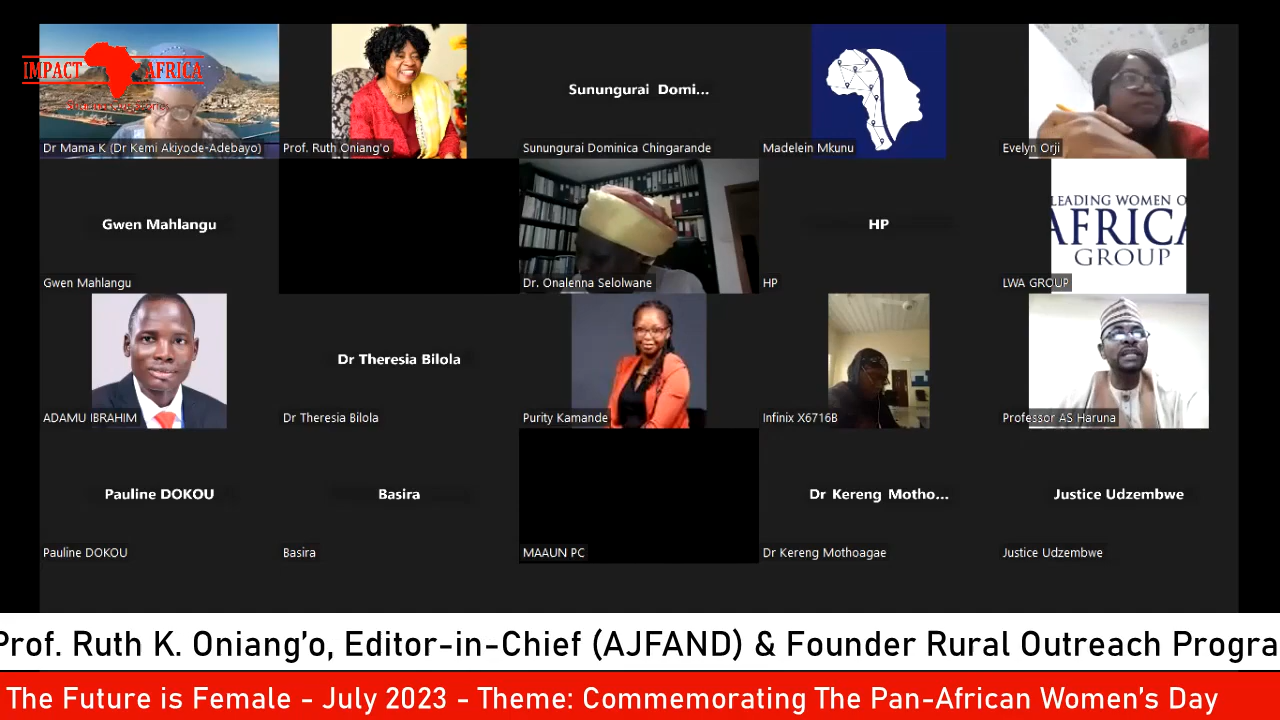 IMPACT AFRICA
Dr Mama K (Dr Kemi Akiyode-Adebayo)
Prof. Ruth Oniang'o
Sunungurai Domi...
Sunungurai Dominica Chingarande
Madelein Mkunu
Evelyn Orji
Gwen Mahlangu
Gwen Mahlangu
Dr. Onalenna Selolwane
HP
HP
LEADING WOMEN O
AFRICA
GROUP
LWA GROUP
ADAMU IBRAHIM
Dr Theresia Bilola
Dr Theresia Bilola
Purity Kamande
Infinix X6716B
Professor AS Haruna
Pauline DOKOU
Pauline DOKOU
Basira
Basira
MAAUN PC
Dr Kereng Motho...
Dr Kereng Mothoagae
Justice Udzembwe
Justice Udzembwe
Prof. Ruth K. Oniang’o, Editor-in-Chief (AJFAND) & Founder Rural Outreach Progra
The Future is Female - July 2023 - Theme: Commemorating The Pan-African Women’s Day